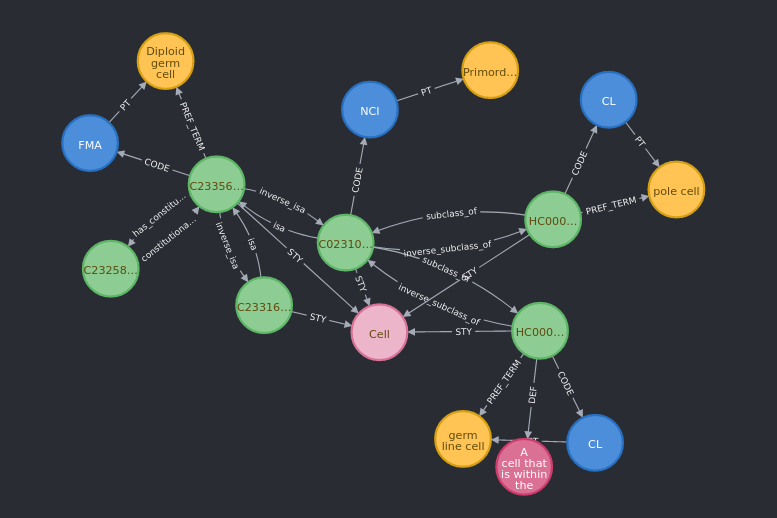 Diploid
germ
cell
Primord...
NCI
PT
CL
PT
FMA
PREF_TERM
PT
CODE
CODE
CODE
C23356...
inverse_isa
pole cell
PREF_TERM
has_constitu...
subclass_of
HC000...
constitutiona...
isa
C02310...
inverse_isa
isa
inverse_subclass_of
STY
C23258...
subclass_of
STY
STY
inverse_subclass_of
C23316...
STY
Cell
STY
HC000...
PREF_TERM
DEF
CODE
germ
line cell
CL
A
cell that
is within
the